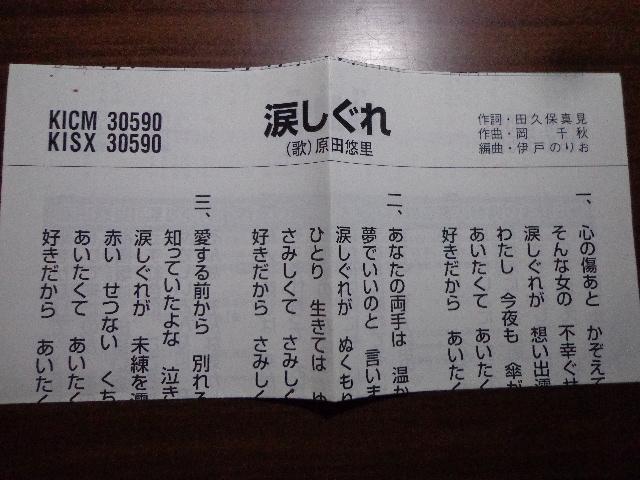 KICM 30590
KISX 30590
涙しぐれ
(歌)原田悠里
作詞・田久保真見
作曲・岡 千秋
編曲・伊戸のりお
一、心の傷あと かぞえて
そんな女の 不幸ぐせ
涙しぐれが 想い出濡
わたし 今夜も 傘が
あいたくて あいたく
好きだから あいたく
二、あなたの両手は 温か
夢でいいのと 言いま
涙しぐれが ぬくもり
ひとり 生きては ゆ
さみしくて さみしく
好きだから さみしく
三、愛する前から 別れる
知っていたよな 泣き
涙しぐれが 未練を濡
赤い せつない くち
あいたくて あいたく
好きだから あいたく